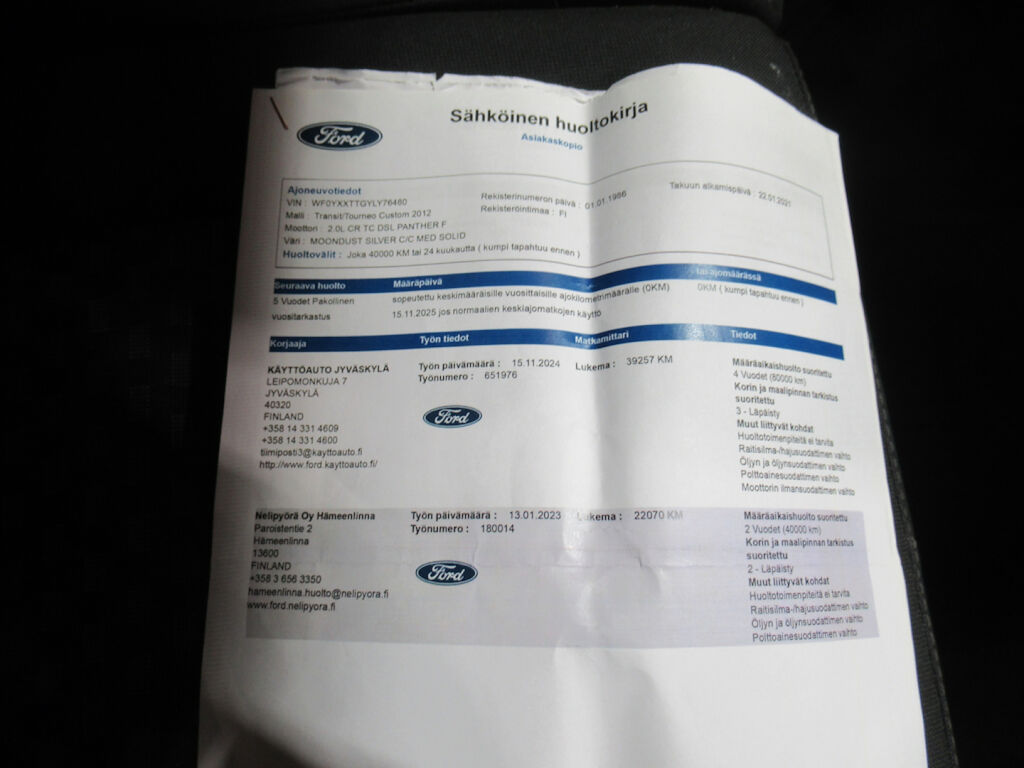 Ford
Sähköinen huoltokirja
Asiakaskopio
Ajoneuvotiedot
VIN : WF0YXXTTGYLY76480
Malli : Transit/Tourneo Custom 2012
Moottori : 2.0L CR TC DSL PANTHER F
Väri : MOONDUST SILVER C/C MED SOLID
Huoltovälit : Joka 40000 KM tai 24 kuukautta ( kumpi tapahtuu ennen )
Rekisterinumeron päivä : 01.01.1986
Rekisteröintimaa : FI
Takuun alkamispäivä : 22.01.2021
Seuraava huolto Määräpäivä tai ajomäärässä
5 Vuodet Pakollinen vuositarkastus
sopeutettu keskimääräisille vuosittaisille ajokilometrimäärälle (0KM)
15.11.2025 jos normaalien keskiajomatkojen käyttö
0KM ( kumpi tapahtuu ennen )
Korjaaja Työn tiedot Matkamittari Tiedot
KÄYTTÖAUTO JYVÄSKYLÄ
LEIPOMONKUJA 7
JYVÄSKYLÄ
40320
FINLAND
+358 14 331 4609
+358 14 331 4600
tiimiposti3@kayttoauto.fi
http://www.ford.kayttoauto.fi/
Työn päivämäärä : 15.11.2024
Työnumero : 651976
Ford
Lukema : 39257 KM
Määräaikaishuolto suoritettu
4 Vuodet (80000 km)
Korin ja maalipinnan tarkistus
suoritettu
3 - Läpäisty
Muut liittyvät kohdat
Huoltotoimenpiteitä ei tarvita
Raitisilma-/hajusuodattimen vaihto
Öljyn ja öljynsuodattimen vaihto
Polttoainesuodattimen vaihto
Moottorin ilmansuodattimen vaihto
Nelipyörä Oy Hämeenlinna
Paroistentie 2
Hämeenlinna
13600
FINLAND
+358 3 656 3350
hameenlinna.huolto@nelipyora.fi
www.ford.nelipyora.fi
Työn päivämäärä : 13.01.2023
Työnumero : 180014
Ford
Lukema : 22070 KM
Määräaikaishuolto suoritettu
2 Vuodet (40000 km)
Korin ja maalipinnan tarkistus
suoritettu
2 - Läpäisty
Muut liittyvät kohdat
Huoltotoimenpiteitä ei tarvita
Raitisilma-/hajusuodattimen vaihto
Öljyn ja öljynsuodattimen vaihto
Polttoainesuodattimen vaihto